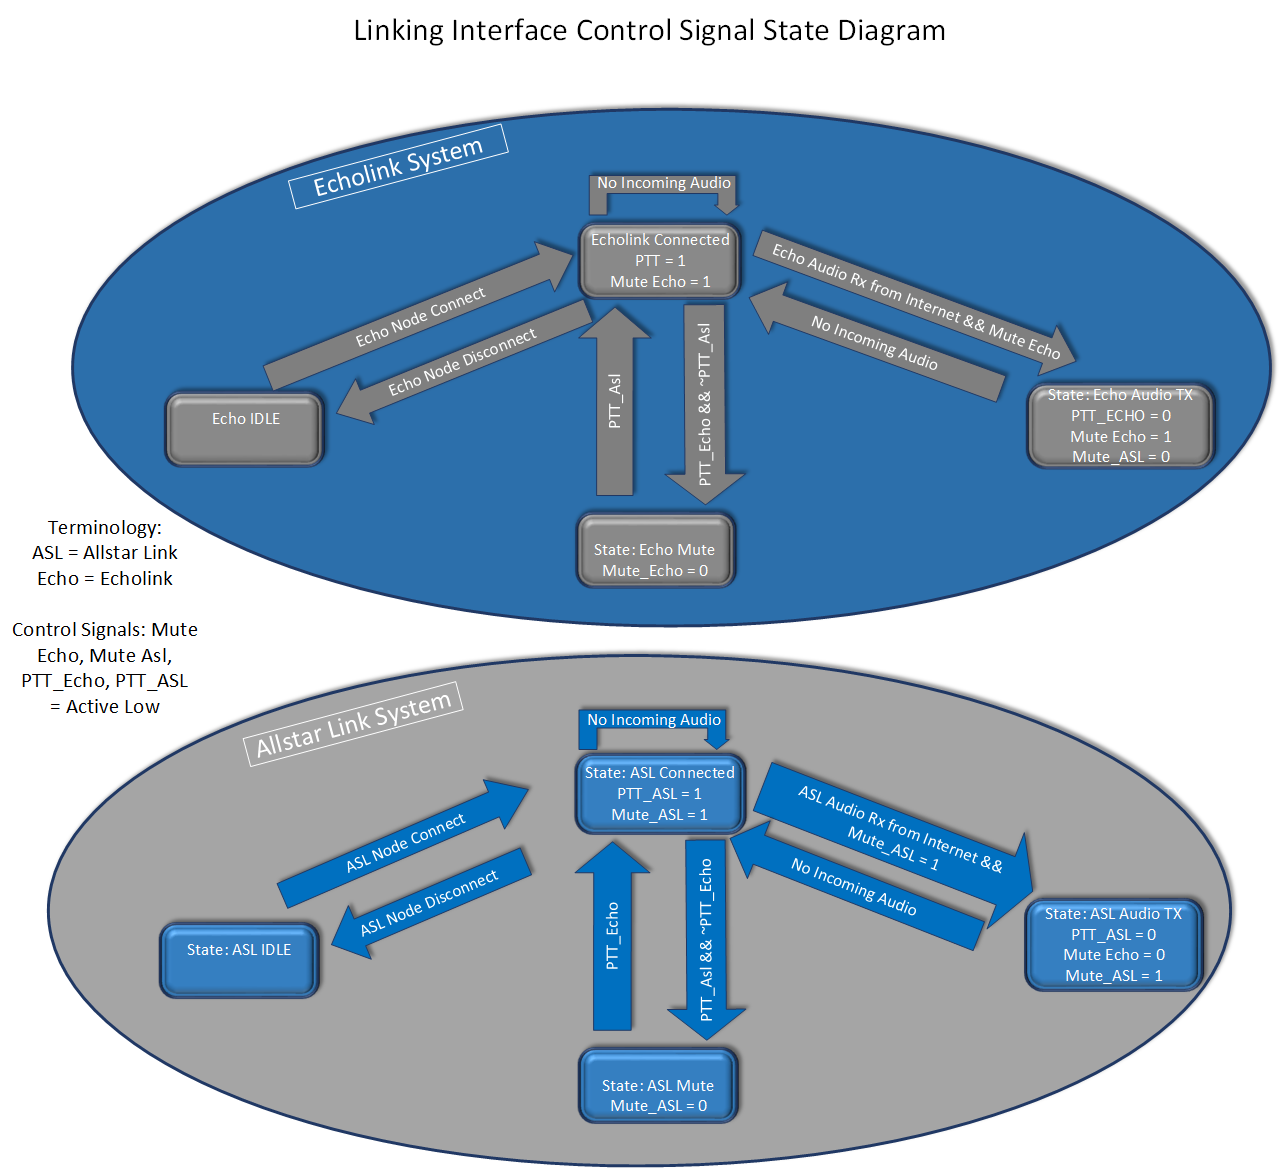 Linking Interface Control Signal State Diagram
Echolink System
No Incoming Audio
Echolink Connected
PTT = 1
Mute Echo = 1
Echo Node Connect
Echo Node Disconnect
Echo Audio Rx from Internet && Mute Echo
No Incoming Audio
PTT_Asl
PTT_Echo && ~PTT_Asl
Echo IDLE
State: Echo Audio TX
PTT_ECHO = 0
Mute Echo = 1
Mute_ASL = 0
State: Echo Mute
Mute_Echo = 0
Terminology:
ASL = Allstar Link
Echo = Echolink
Control Signals: Mute
Echo, Mute Asl,
PTT_Echo, PTT_ASL
= Active Low
Allstar Link System
No Incoming Audio
State: ASL Connected
PTT_ASL = 1
Mute_ASL = 1
ASL Node Connect
ASL Node Disconnect
ASL Audio Rx from Internet &&
Mute_ASL = 1
No Incoming Audio
PTT_Echo
PTT_Asl && ~PTT_Echo
State: ASL IDLE
State: ASL Audio TX
PTT_ASL = 0
Mute Echo = 0
Mute_ASL = 1
State: ASL Mute
Mute_ASL = 0